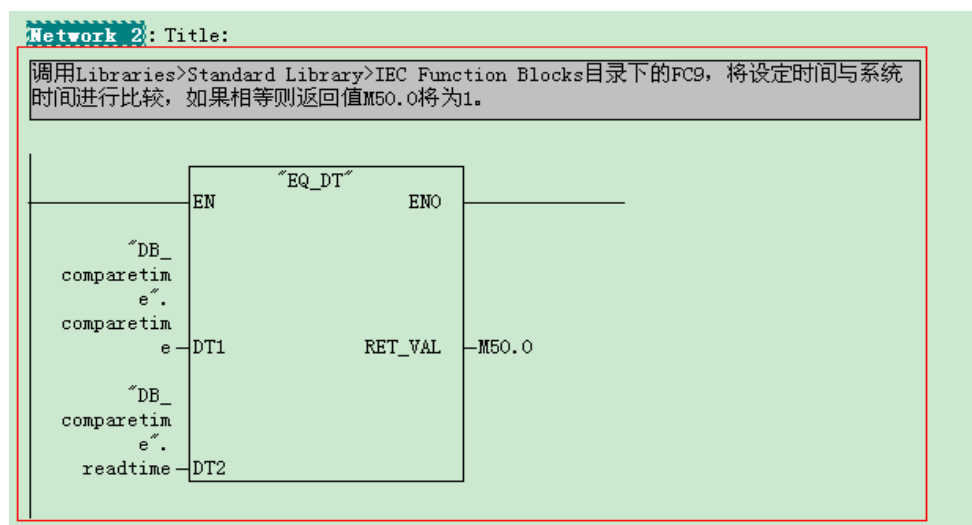 Network 2: Title:
调用Libraries>Standard Library>IEC Function Blocks目录下的FC9，将设定时间与系统
时间进行比较，如果相等则返回值M50.0将为1。
"EQ_DT"
EN ENO
"DB_
comparetim
e".
comparetim
e DT1 RET_VAL M50.0
"DB_
comparetim
e".
readtime DT2